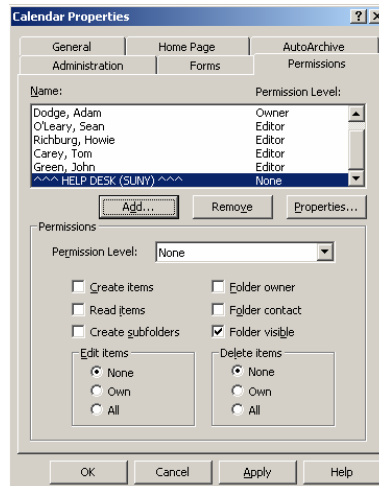 Calendar Properties
General Home Page AutoArchive
Administration Forms Permissions
Name: Permission Level:
Dodge, Adam Owner
O'Leary, Sean Editor
Richburg, Howie Editor
Carey, Tom Editor
Green, John Editor
^^^ HELP DESK (SUNY) ^^^ None
Add... Remove Properties...
Permissions
Permission Level: None
Create items Folder owner
Read items Folder contact
Create subfolders Folder visible
Edit items Delete items
None None
Own Own
All All
OK Cancel Apply Help